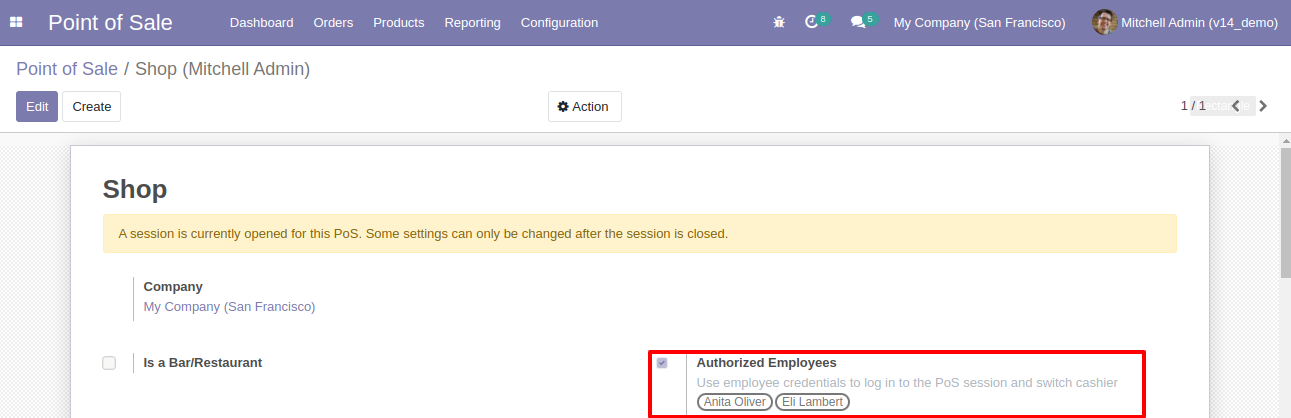 Point of Sale Dashboard Orders Products Reporting Configuration 8 5 My Company (San Francisco) Mitchell Admin (v14_demo)
Point of Sale / Shop (Mitchell Admin)
Edit Create Action 1 / 1
Shop
A session is currently opened for this PoS. Some settings can only be changed after the session is closed.
Company
My Company (San Francisco)
Is a Bar/Restaurant
Authorized Employees
Use employee credentials to log in to the PoS session and switch cashier
Anita Oliver Eli Lambert